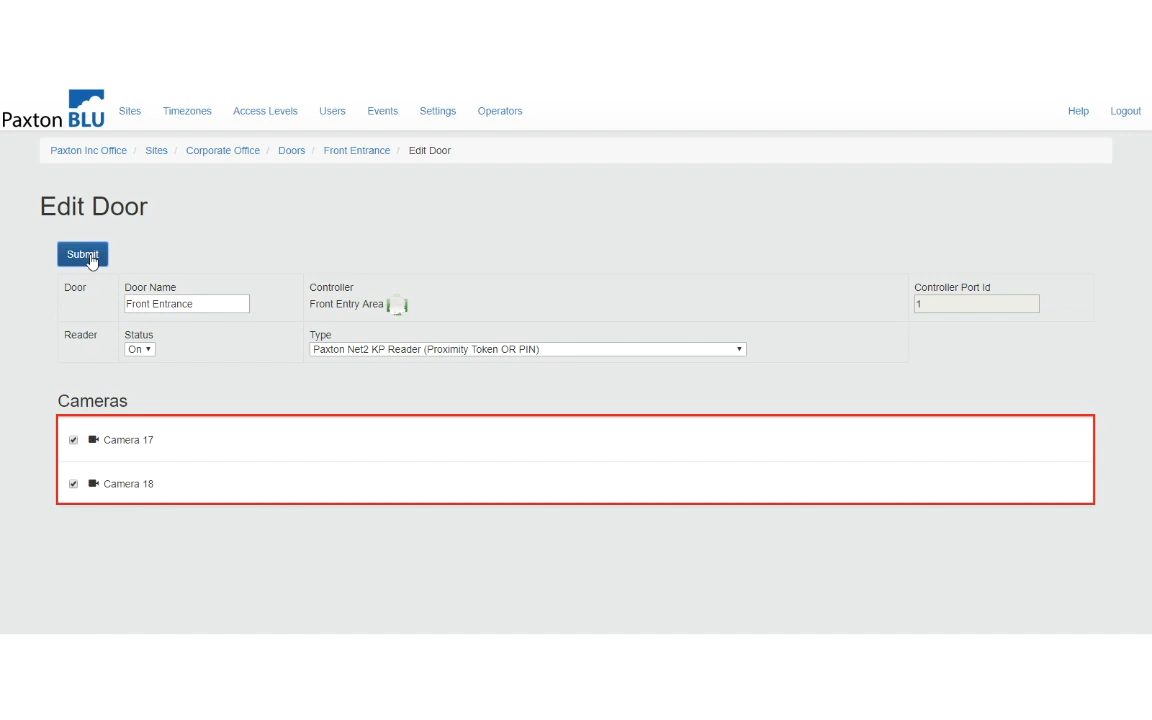 Paxton BLU Sites Timezones Access Levels Users Events Settings Operators Help Logout
Paxton Inc Office / Sites / Corporate Office / Doors / Front Entrance / Edit Door
Edit Door
Submit
Door Door Name Controller Controller Port Id
Front Entrance Front Entry Area 1
Reader Status Type
On Paxton Net2 KP Reader (Proximity Token OR PIN)
Cameras
Camera 17
Camera 18